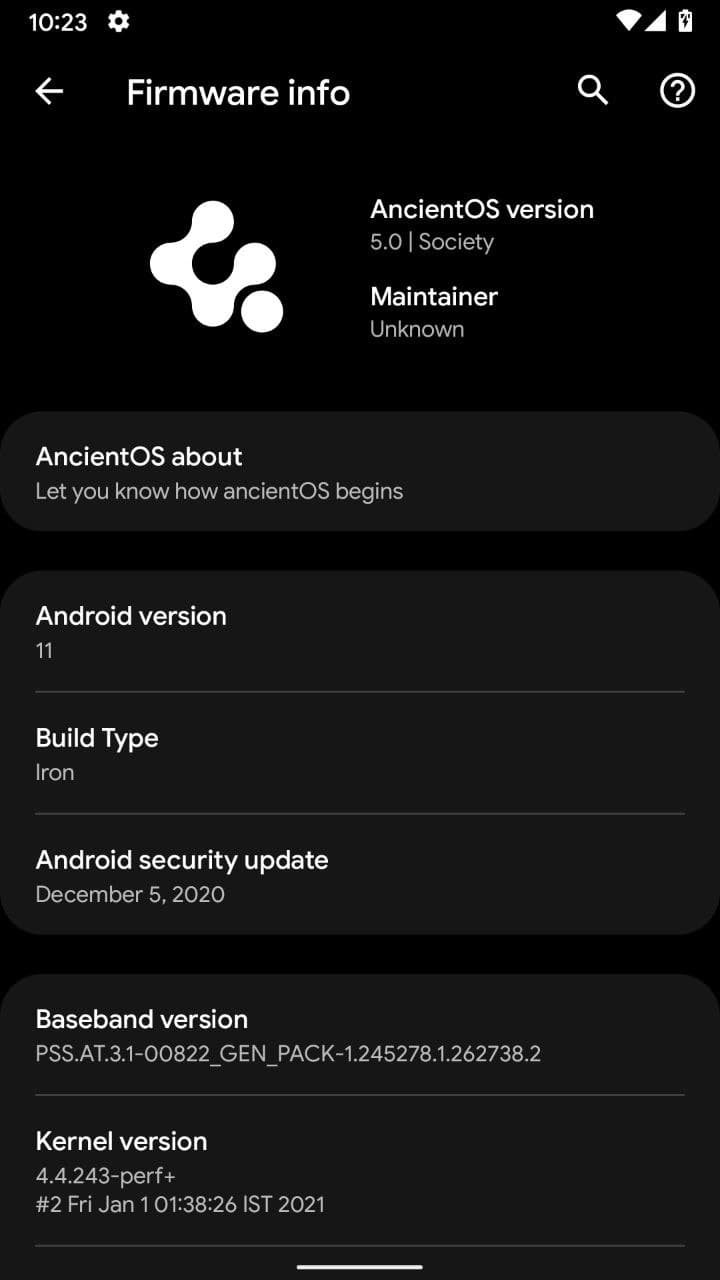 10:23
Firmware info
AncientOS version
5.0 | Society
Maintainer
Unknown
AncientOS about
Let you know how ancientOS begins
Android version
11
Build Type
Iron
Android security update
December 5, 2020
Baseband version
PSS.AT.3.1-00822_GEN_PACK-1.245278.1.262738.2
Kernel version
4.4.243-perf+
#2 Fri Jan 1 01:38:26 IST 2021